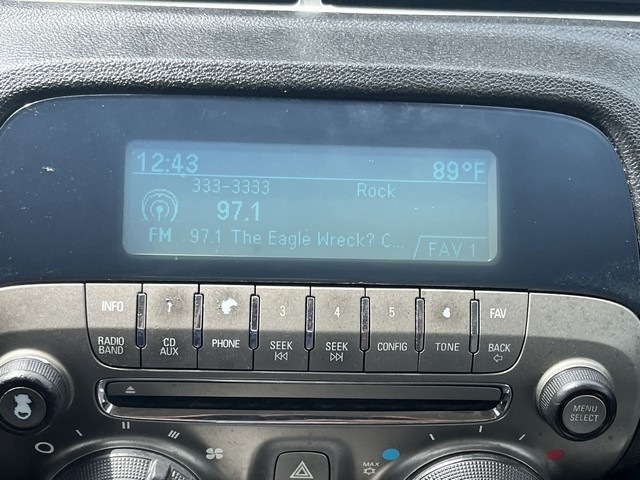 12:43 89°F
333-3333 Rock
97.1
FM 97.1 The Eagle Wreck? C... FAV 1
INFO 1 3 4 5 FAV
RADIO BAND CD AUX PHONE SEEK SEEK CONFIG TONE BACK
MENU SELECT
MAX